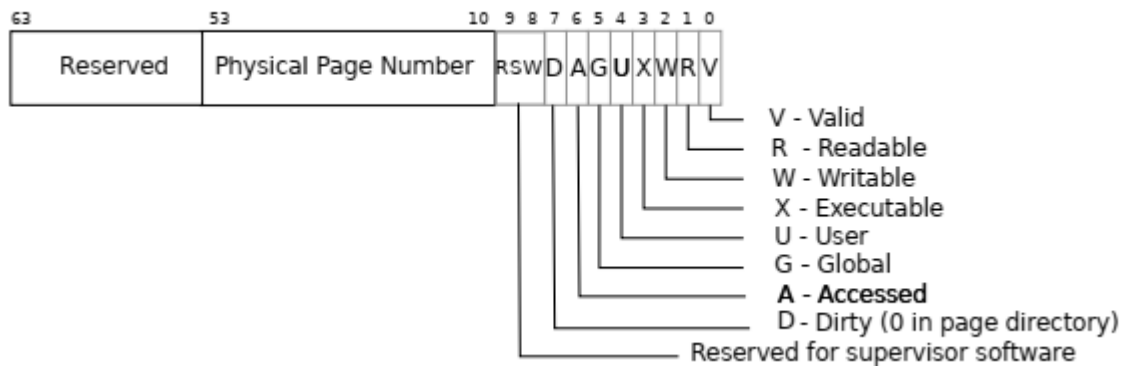 63 53 10 9 8 7 6 5 4 3 2 1 0
Reserved Physical Page Number RSW D A G U X W R V
V - Valid
R - Readable
W - Writable
X - Executable
U - User
G - Global
A - Accessed
D - Dirty (0 in page directory)
Reserved for supervisor software